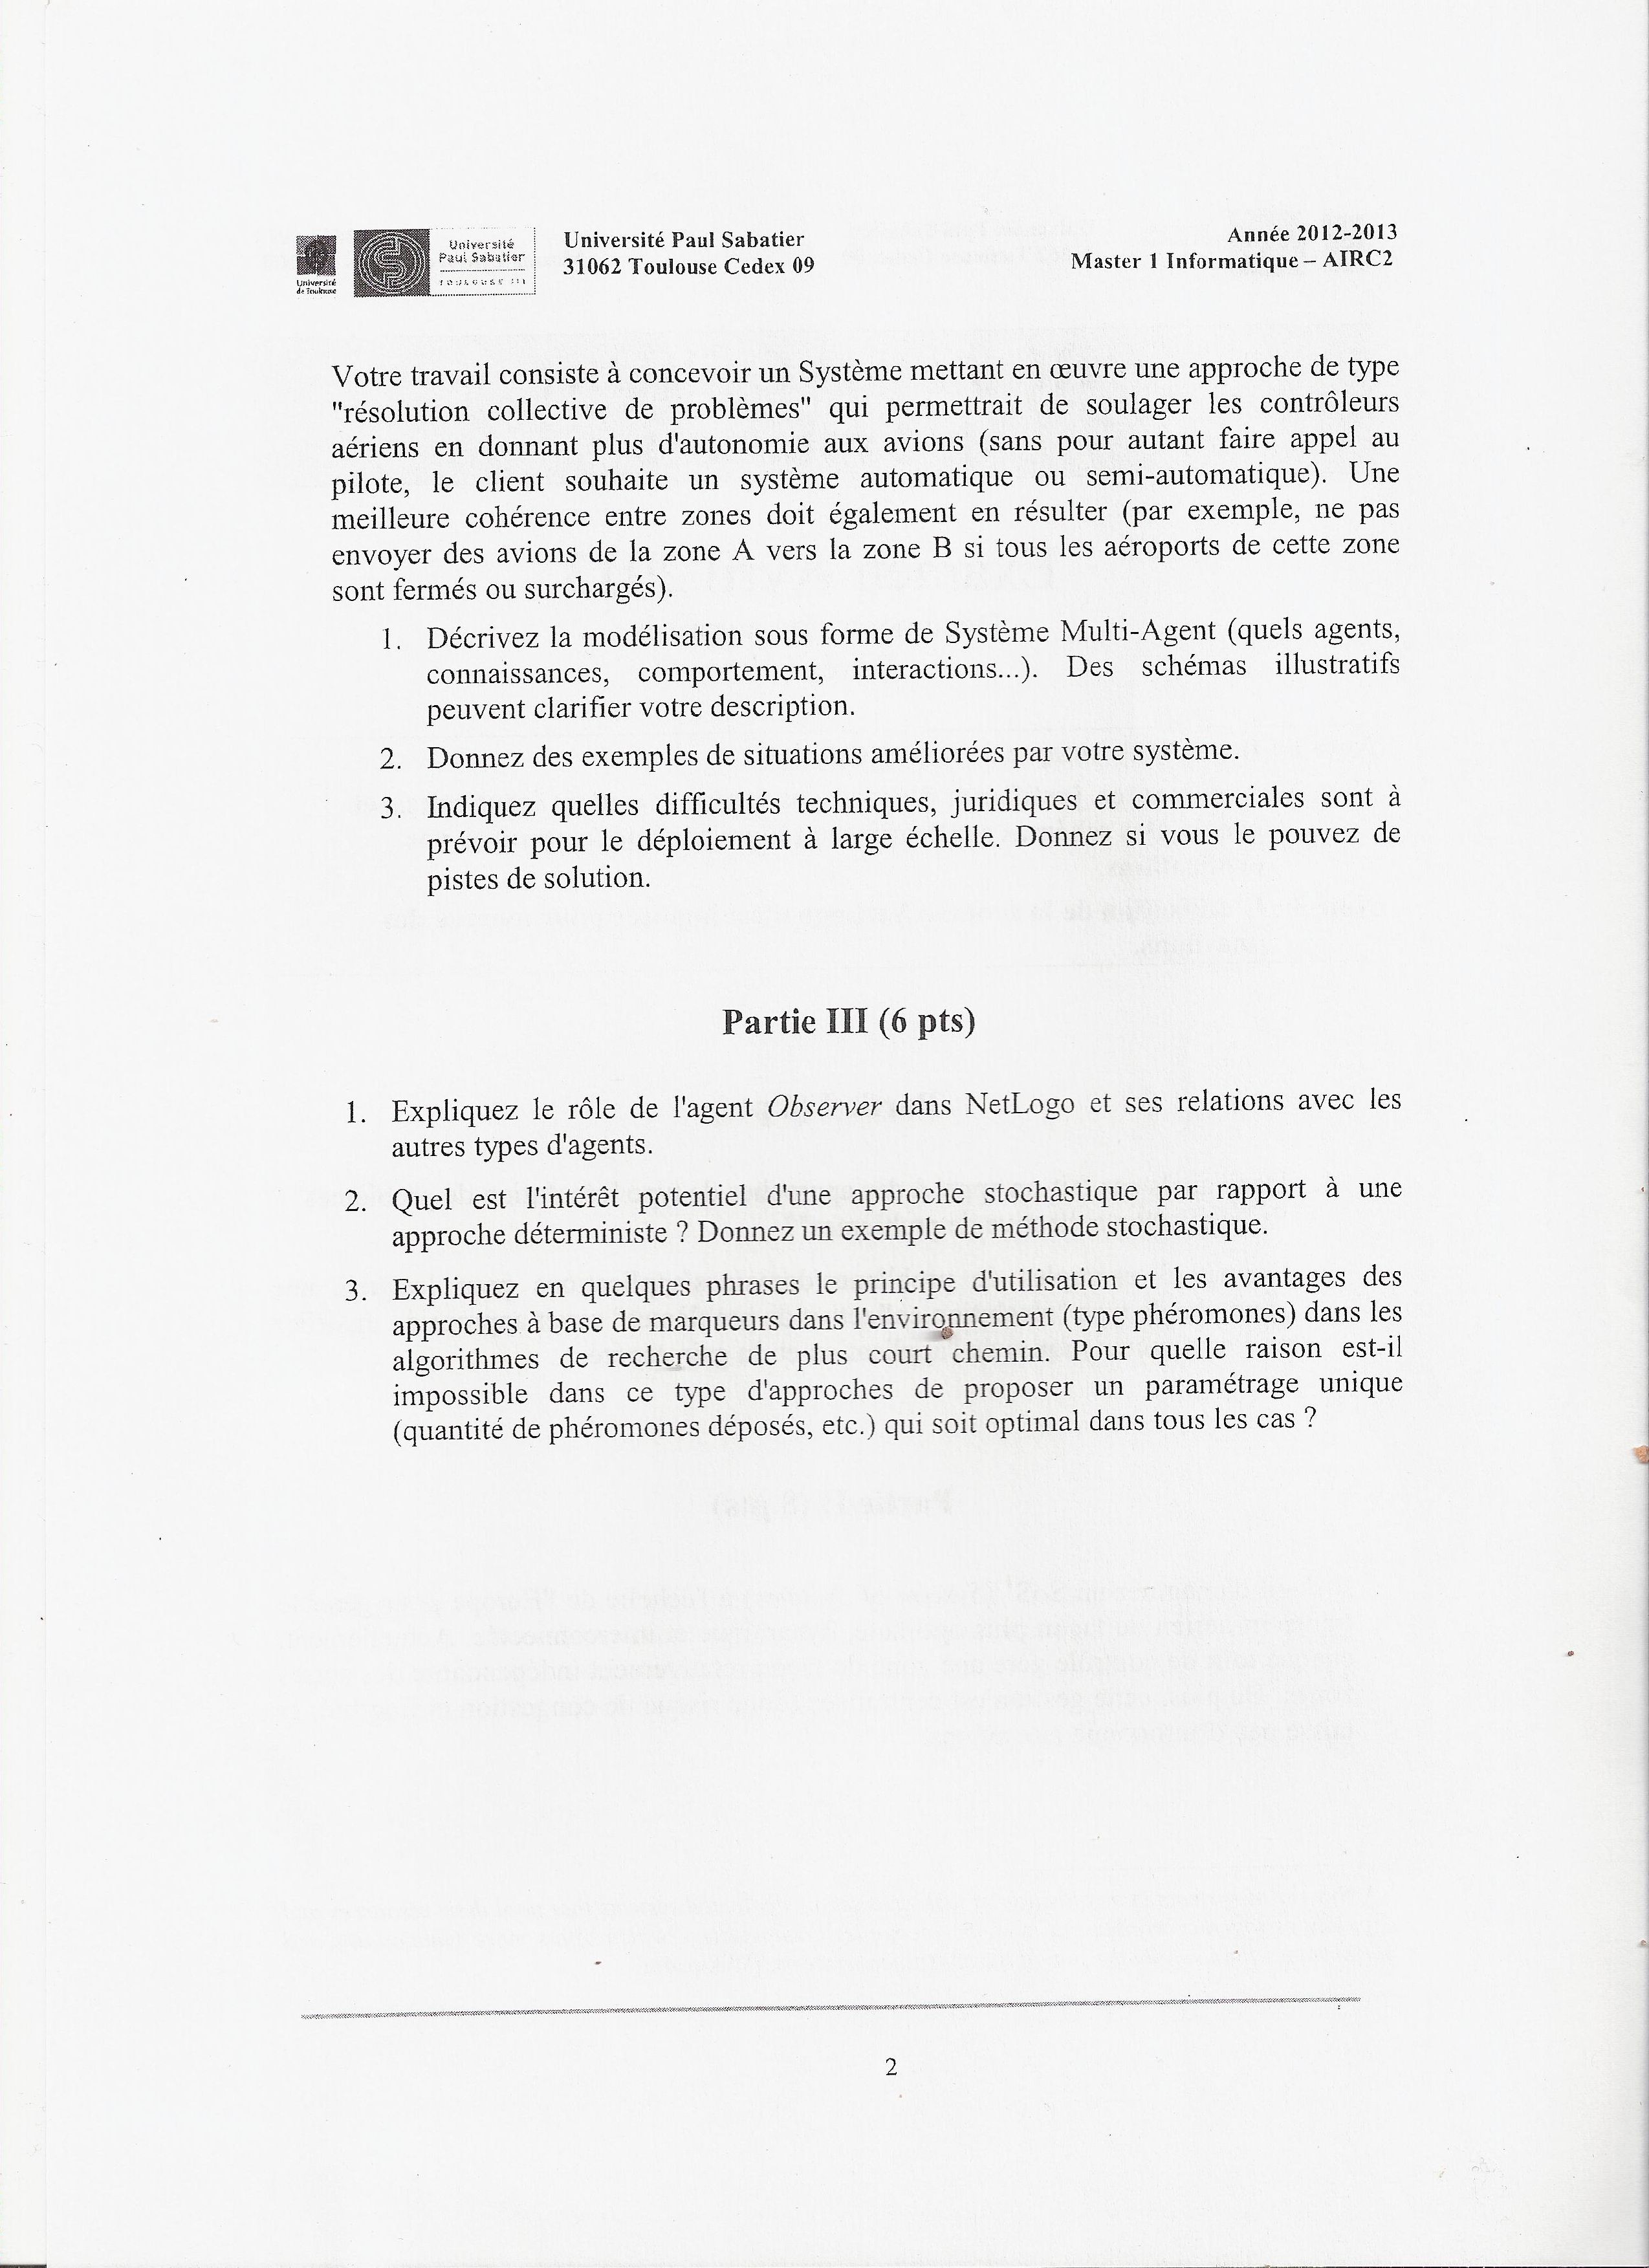 Université
de Toulouse
Université
Paul Sabatier
TOULOUSE III
Université Paul Sabatier
31062 Toulouse Cedex 09
Année 2012-2013
Master 1 Informatique – AIRC2
Votre travail consiste à concevoir un Système mettant en œuvre une approche de type
"résolution collective de problèmes" qui permettrait de soulager les contrôleurs
aériens en donnant plus d'autonomie aux avions (sans pour autant faire appel au
pilote, le client souhaite un système automatique ou semi-automatique). Une
meilleure cohérence entre zones doit également en résulter (par exemple, ne pas
envoyer des avions de la zone A vers la zone B si tous les aéroports de cette zone
sont fermés ou surchargés).
1. Décrivez la modélisation sous forme de Système Multi-Agent (quels agents,
connaissances, comportement, interactions...). Des schémas illustratifs
peuvent clarifier votre description.
2. Donnez des exemples de situations améliorées par votre système.
3. Indiquez quelles difficultés techniques, juridiques et commerciales sont à
prévoir pour le déploiement à large échelle. Donnez si vous le pouvez de
pistes de solution.
Partie III (6 pts)
1. Expliquez le rôle de l'agent Observer dans NetLogo et ses relations avec les
autres types d'agents.
2. Quel est l'intérêt potentiel d'une approche stochastique par rapport à une
approche déterministe ? Donnez un exemple de méthode stochastique.
3. Expliquez en quelques phrases le principe d'utilisation et les avantages des
approches à base de marqueurs dans l'environnement (type phéromones) dans les
algorithmes de recherche de plus court chemin. Pour quelle raison est-il
impossible dans ce type d'approches de proposer un paramétrage unique
(quantité de phéromones déposés, etc.) qui soit optimal dans tous les cas ?
2